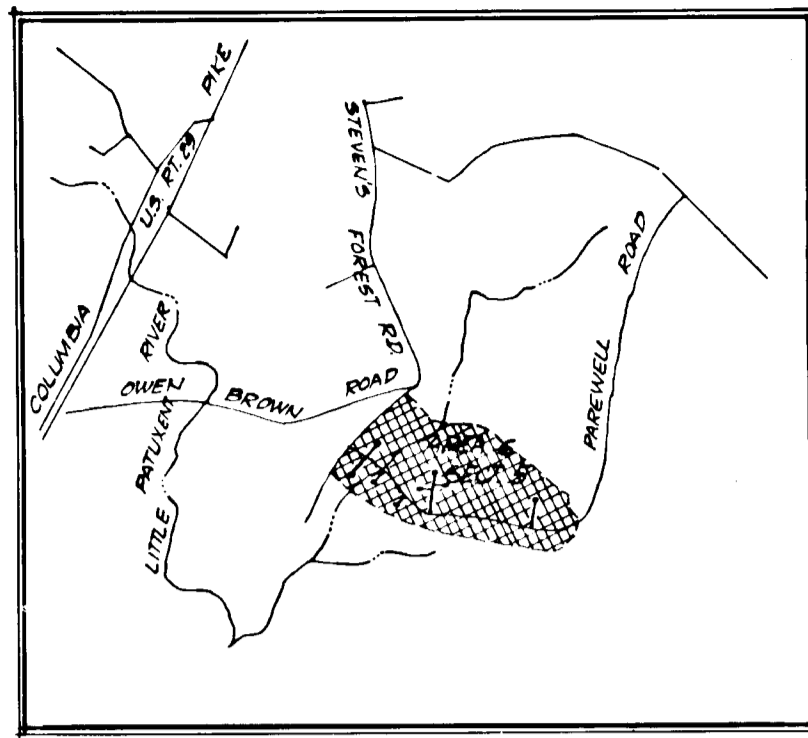 COLUMBIA PIKE
U.S. RT. 29
STEVEN'S FOREST RD.
LITTLE PATUXENT RIVER
OWEN BROWN ROAD
PAREWELL ROAD